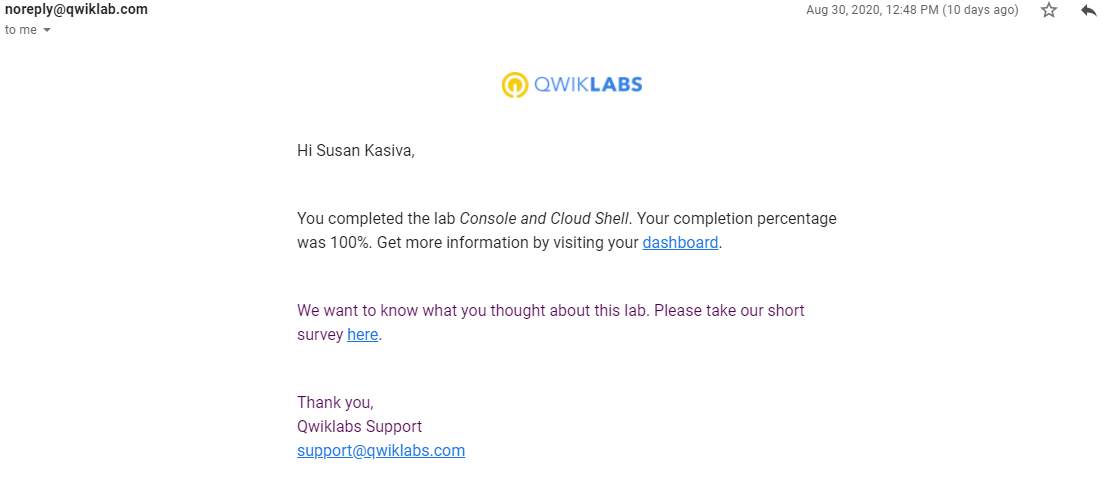 noreply@qwiklab.com
Aug 30, 2020, 12:48 PM (10 days ago)
to me
QWIKLABS
Hi Susan Kasiva,
You completed the lab Console and Cloud Shell. Your completion percentage
was 100%. Get more information by visiting your dashboard.
We want to know what you thought about this lab. Please take our short
survey here.
Thank you,
Qwiklabs Support
support@qwiklabs.com